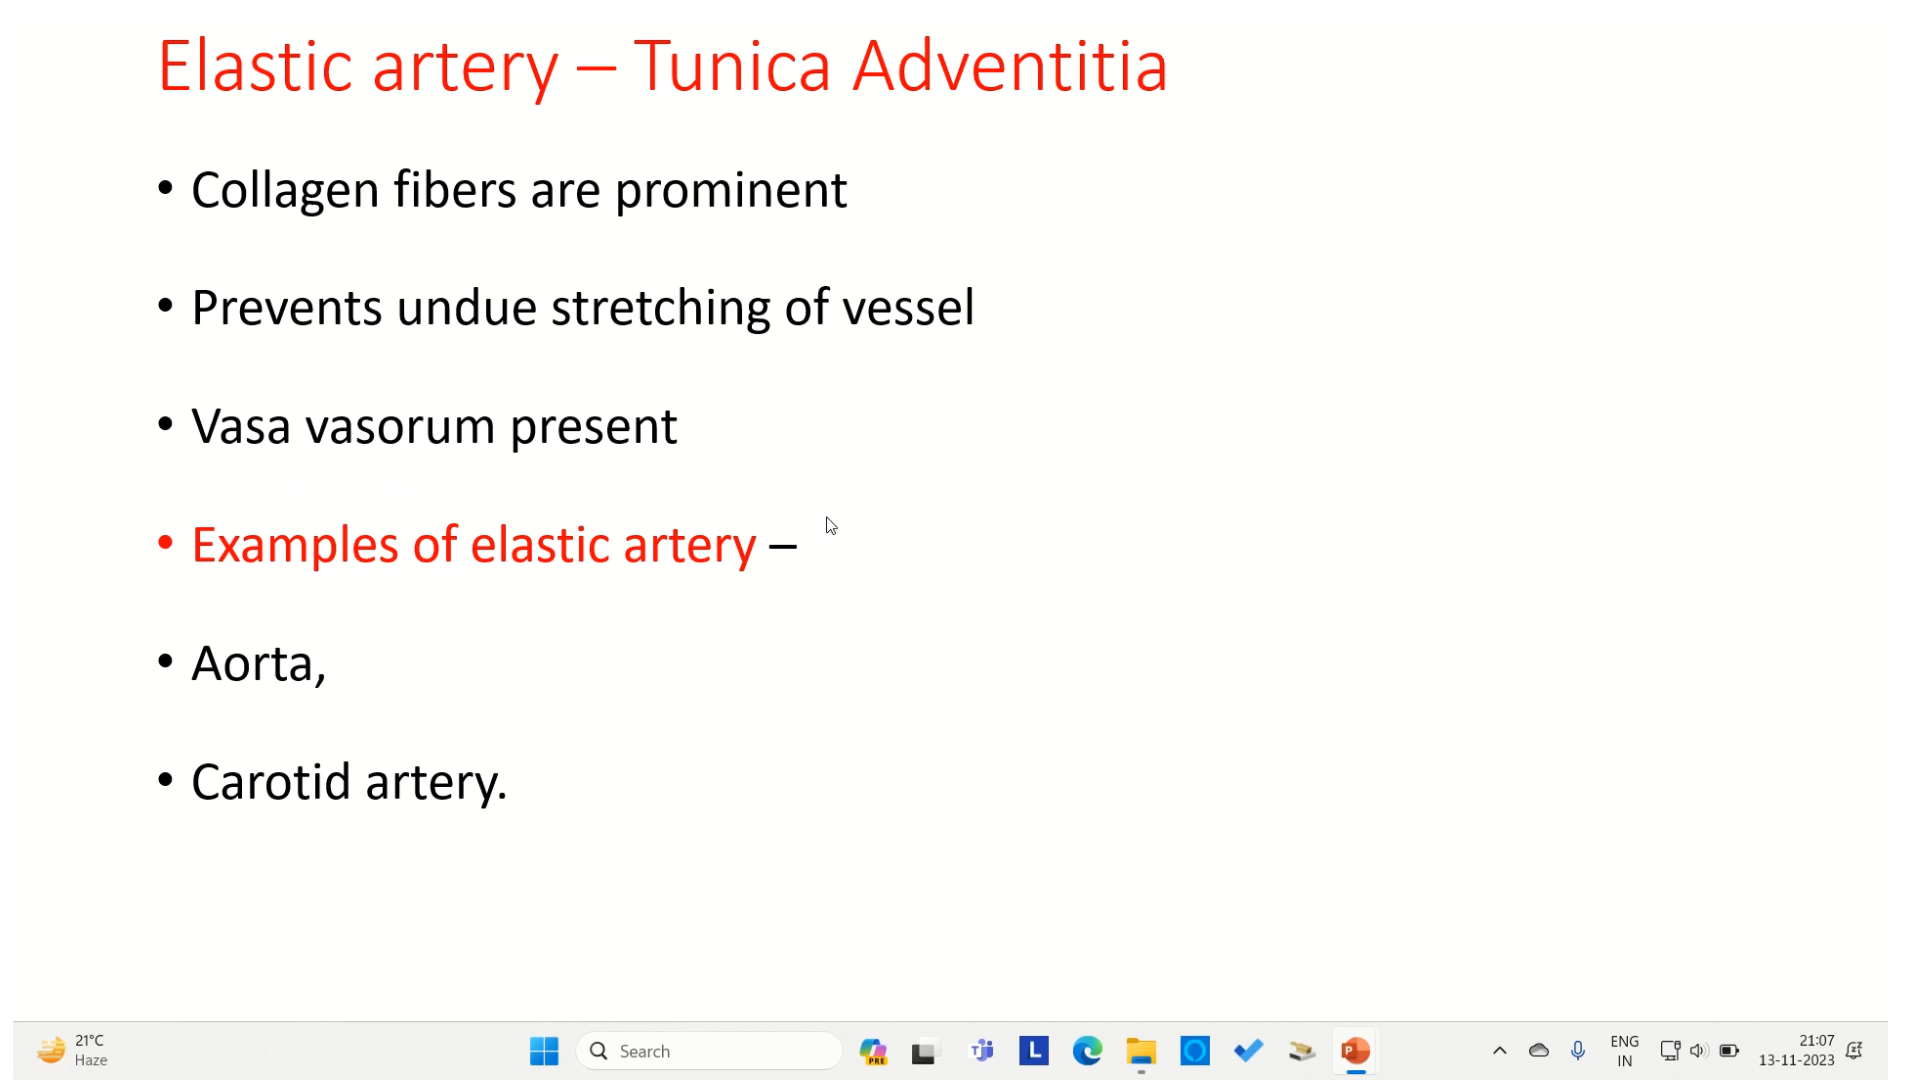 Elastic artery – Tunica Adventitia
• Collagen fibers are prominent
• Prevents undue stretching of vessel
• Vasa vasorum present
• Examples of elastic artery –
• Aorta,
• Carotid artery.
21°C
Haze
Search
PRE
L
P
ENG
IN
21:07
13-11-2023